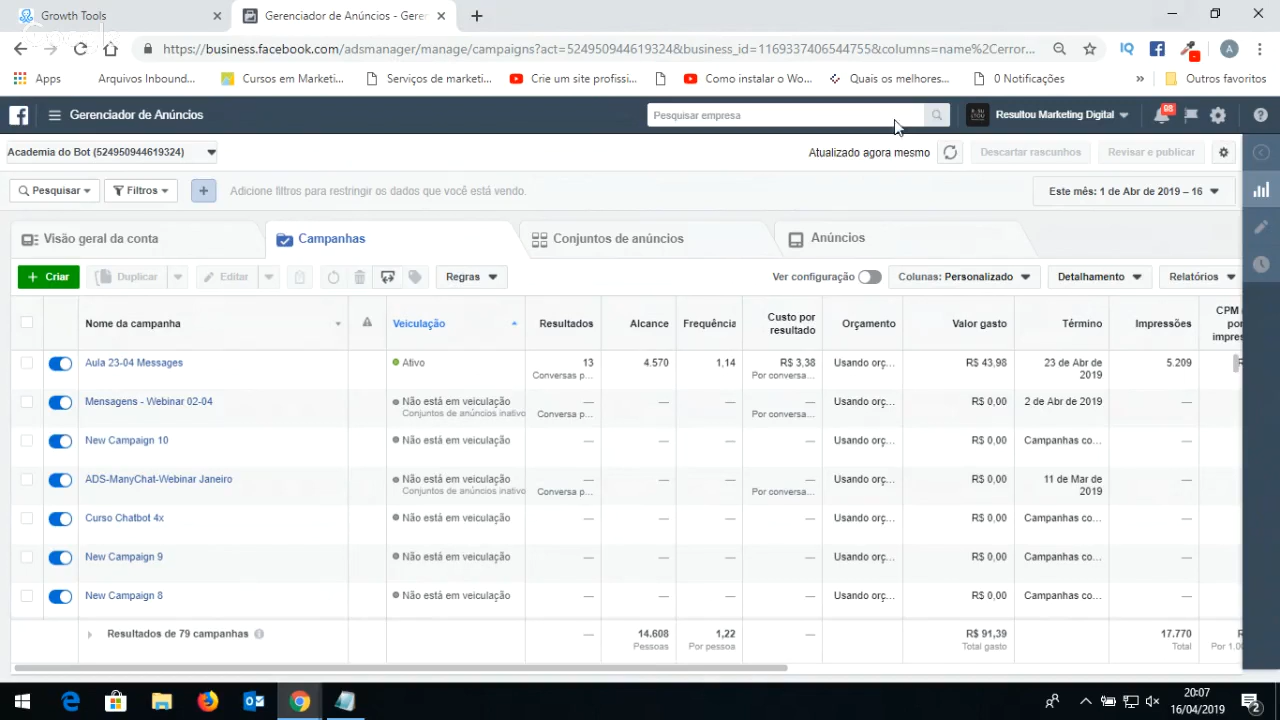 Growth Tools
Gerenciador de Anúncios - Gerer
https://business.facebook.com/adsmanager/manage/campaigns?act=524950944619324&business_id=1169337406544755&columns=name%2Cerror...
IQ
A
Apps
Arquivos Inbound...
Cursos em Marketi...
Serviços de marketi...
Crie um site profissi...
Como instalar o Wo...
Quais os melhores...
0 Notificações
»
Outros favoritos
Gerenciador de Anúncios
Pesquisar empresa
Resultou Marketing Digital
98
Academia do Bot (524950944619324)
Atualizado agora mesmo
Descartar rascunhos
Revisar e publicar
Pesquisar
Filtros
+
Adicione filtros para restringir os dados que você está vendo.
Este mês: 1 de Abr de 2019 – 16
Visão geral da conta
Campanhas
Conjuntos de anúncios
Anúncios
+ Criar
Duplicar
Editar
Regras
Ver configuração
Colunas: Personalizado
Detalhamento
Relatórios
Nome da campanha
Veiculação
Resultados
Alcance
Frequência
Custo por resultado
Orçamento
Valor gasto
Término
Impressões
CPM
Aula 23-04 Messages
Ativo
13
Conversas p...
4.570
1,14
R$ 3,38
Por conversa...
Usando orç...
R$ 43,98
23 de Abr de 2019
5.209
Mensagens - Webinar 02-04
Não está em veiculação
Conjuntos de anúncios inativo
—
Conversa p...
—
—
—
Por conversa...
Usando orç...
R$ 0,00
2 de Abr de 2019
—
New Campaign 10
Não está em veiculação
—
—
—
—
Usando orç...
R$ 0,00
Campanhas co...
—
ADS-ManyChat-Webinar Janeiro
Não está em veiculação
Conjuntos de anúncios inativo
—
Conversa p...
—
—
—
Por conversa...
Usando orç...
R$ 0,00
11 de Mar de 2019
—
Curso Chatbot 4x
Não está em veiculação
—
—
—
—
Usando orç...
R$ 0,00
Campanhas co...
—
New Campaign 9
Não está em veiculação
—
—
—
—
Usando orç...
R$ 0,00
Campanhas co...
—
New Campaign 8
Não está em veiculação
—
—
—
—
Usando orç...
R$ 0,00
Campanhas co...
—
Resultados de 79 campanhas
—
14.608
Pessoas
1,22
Por pessoa
—
R$ 91,39
Total gasto
17.770
Total
Por 1.00
20:07
16/04/2019
2